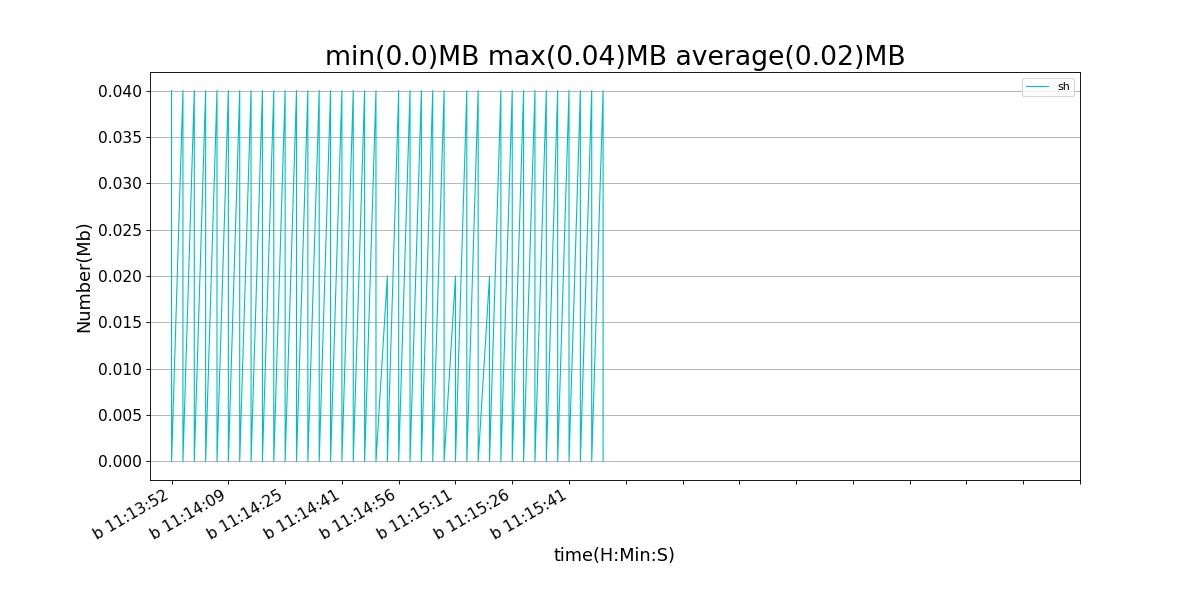 min(0.0)MB max(0.04)MB average(0.02)MB
sh
0.040
0.035
0.030
0.025
0.020
0.015
0.010
0.005
0.000
Number(Mb)
b 11:13:52
b 11:14:09
b 11:14:25
b 11:14:41
b 11:14:56
b 11:15:11
b 11:15:26
b 11:15:41
time(H:Min:S)